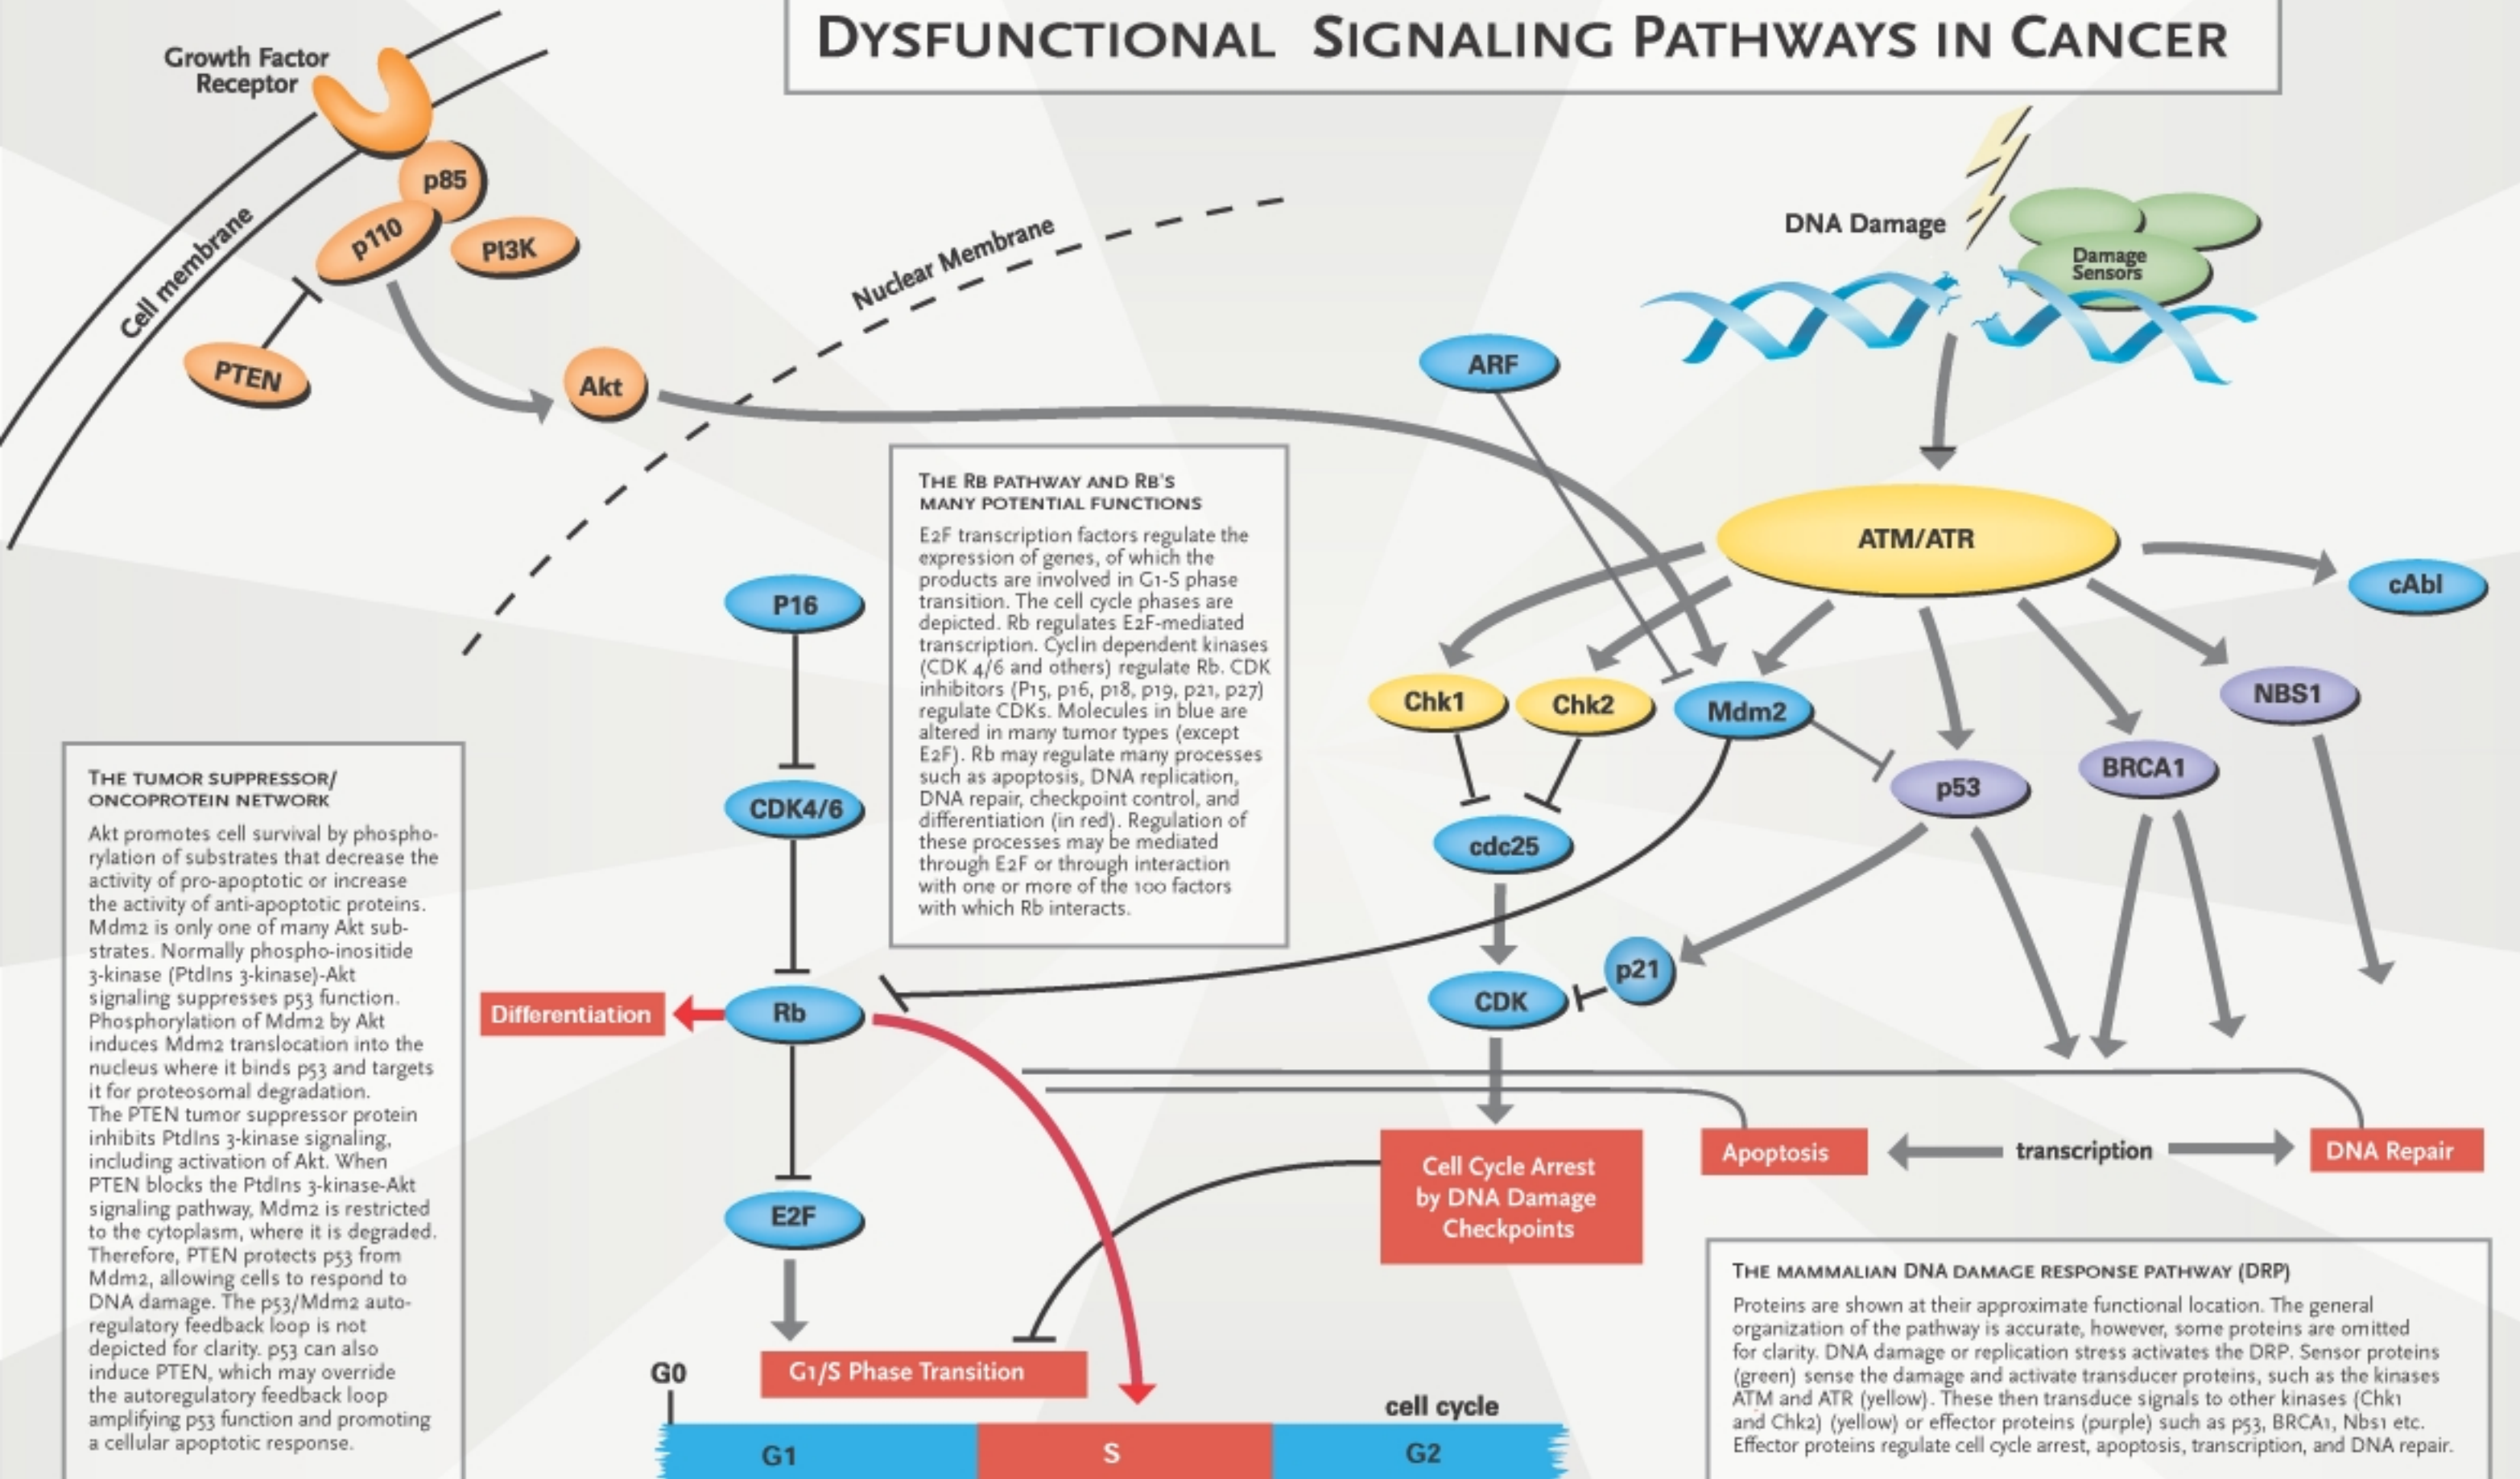 DYSFUNCTIONAL SIGNALING PATHWAYS IN CANCER
Growth Factor
Receptor
p85
p110
PI3K
Cell membrane
PTEN
Akt
Nuclear Membrane
DNA Damage
Damage
Sensors
ARF
ATM/ATR
cAbl
Chk1
Chk2
Mdm2
NBS1
p53
BRCA1
cdc25
p21
CDK
P16
CDK4/6
Rb
Differentiation
E2F
THE RB PATHWAY AND RB'S
MANY POTENTIAL FUNCTIONS
E2F transcription factors regulate the
expression of genes, of which the
products are involved in G1-S phase
transition. The cell cycle phases are
depicted. Rb regulates E2F-mediated
transcription. Cyclin dependent kinases
(CDK 4/6 and others) regulate Rb. CDK
inhibitors (P15, p16, p18, p19, p21, p27)
regulate CDKs. Molecules in blue are
altered in many tumor types (except
E2F). Rb may regulate many processes
such as apoptosis, DNA replication,
DNA repair, checkpoint control, and
differentiation (in red). Regulation of
these processes may be mediated
through E2F or through interaction
with one or more of the 100 factors
with which Rb interacts.
THE TUMOR SUPPRESSOR/
ONCOPROTEIN NETWORK
Akt promotes cell survival by phospho-
rylation of substrates that decrease the
activity of pro-apoptotic or increase
the activity of anti-apoptotic proteins.
Mdm2 is only one of many Akt sub-
strates. Normally phospho-inositide
3-kinase (PtdIns 3-kinase)-Akt
signaling suppresses p53 function.
Phosphorylation of Mdm2 by Akt
induces Mdm2 translocation into the
nucleus where it binds p53 and targets
it for proteosomal degradation.
The PTEN tumor suppressor protein
inhibits PtdIns 3-kinase signaling,
including activation of Akt. When
PTEN blocks the PtdIns 3-kinase-Akt
signaling pathway, Mdm2 is restricted
to the cytoplasm, where it is degraded.
Therefore, PTEN protects p53 from
Mdm2, allowing cells to respond to
DNA damage. The p53/Mdm2 auto-
regulatory feedback loop is not
depicted for clarity. p53 can also
induce PTEN, which may override
the autoregulatory feedback loop
amplifying p53 function and promoting
a cellular apoptotic response.
Cell Cycle Arrest
by DNA Damage
Checkpoints
Apoptosis
transcription
DNA Repair
THE MAMMALIAN DNA DAMAGE RESPONSE PATHWAY (DRP)
Proteins are shown at their approximate functional location. The general
organization of the pathway is accurate, however, some proteins are omitted
for clarity. DNA damage or replication stress activates the DRP. Sensor proteins
(green) sense the damage and activate transducer proteins, such as the kinases
ATM and ATR (yellow). These then transduce signals to other kinases (Chk1
and Chk2) (yellow) or effector proteins (purple) such as p53, BRCA1, Nbs1 etc.
Effector proteins regulate cell cycle arrest, apoptosis, transcription, and DNA repair.
G1/S Phase Transition
G0
cell cycle
G1
S
G2